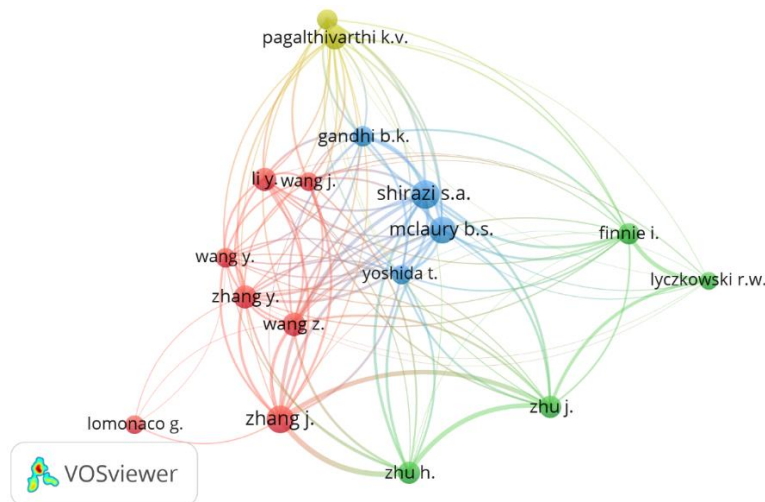 pagalthivarthi k.v.
gandhi b.k.
li y.
wang j.
shirazi s.a.
mclaury b.s.
finnie i.
wang y.
yoshida t.
lyczkowski r.w.
zhang y.
wang z.
lomonaco g.
zhang j.
zhu j.
zhu h.
VOSviewer